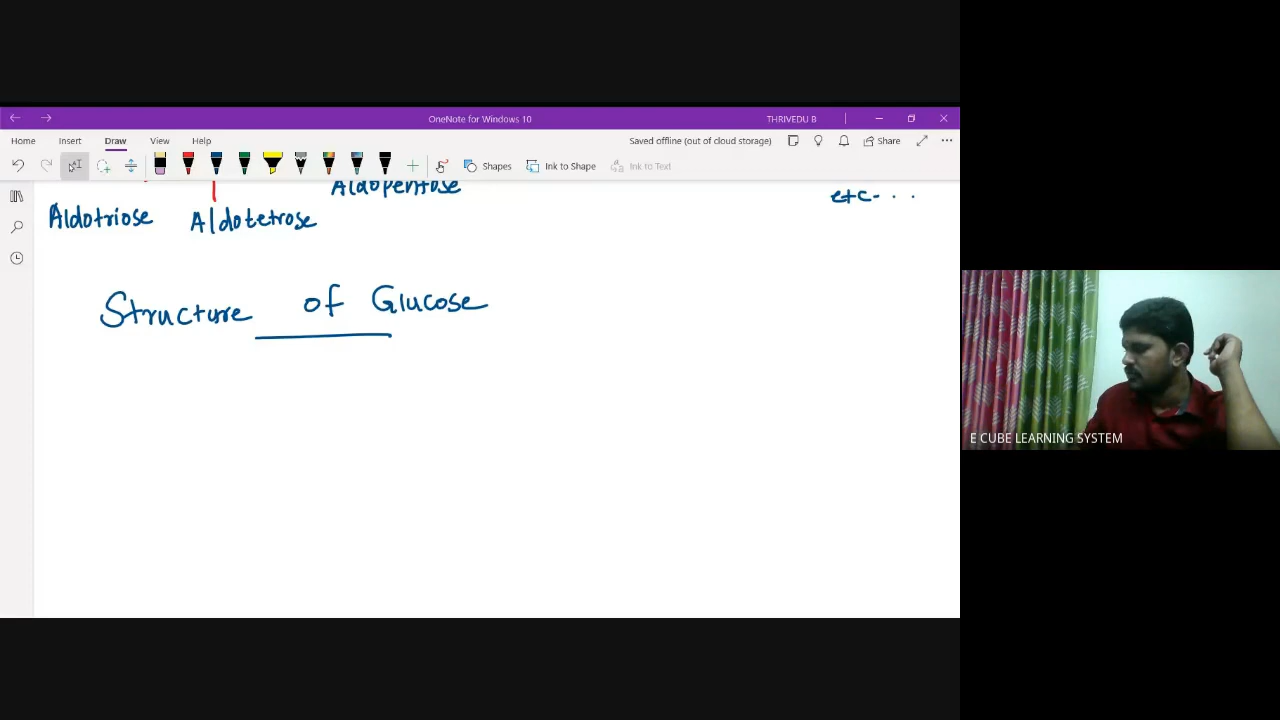 OneNote for Windows 10
THRIVEDU B
Home Insert Draw View Help
Saved offline (out of cloud storage)
Share
Shapes
Ink to Shape
Ink to Text
Aldopentose
etc- . .
Aldotriose Aldotetrose
Structure of Glucose
E CUBE LEARNING SYSTEM